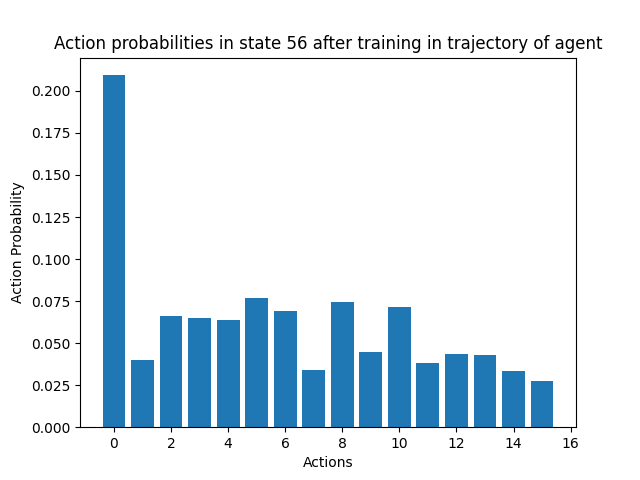 Action probabilities in state 56 after training in trajectory of agent
0.200
0.175
0.150
0.125
0.100
0.075
0.050
0.025
0.000
Action Probability
0 2 4 6 8 10 12 14 16
Actions